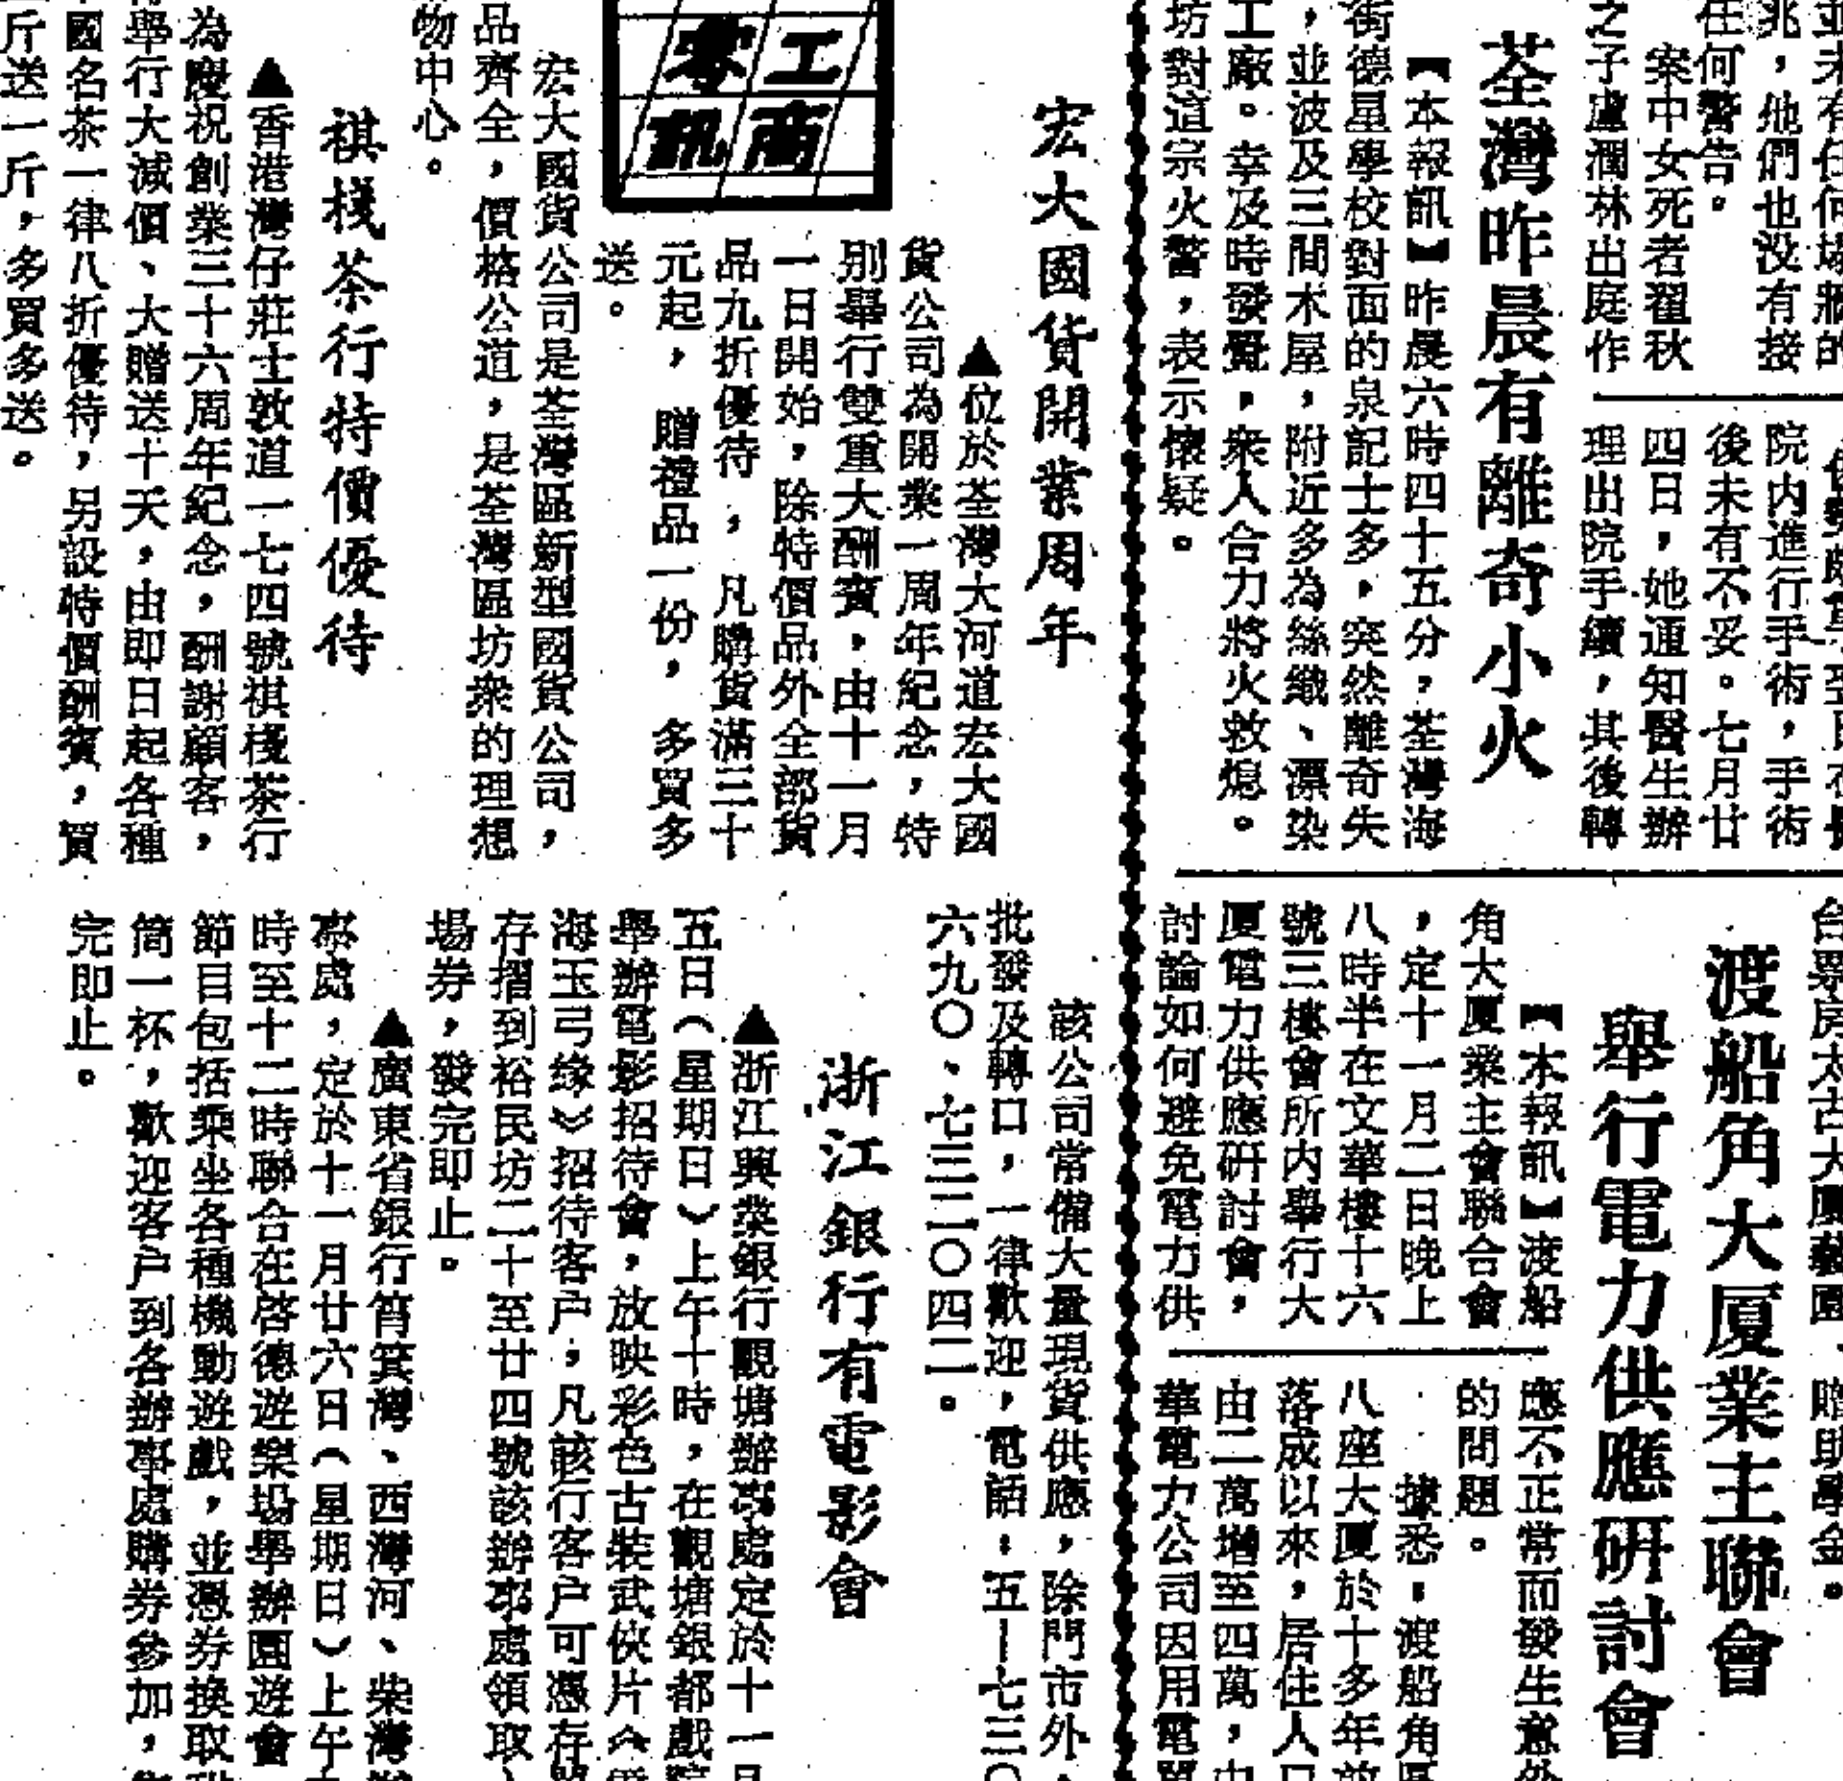 兆，他們也没有接
任何警告。
案中女死者翟秋
之子盧潤林出庭作
院內進行手術，手術
後未有不妥。七月廿
四日，她通知醫生辦
理出院手續，其後轉
荃灣昨晨有離奇小火
【本報訊】昨晨六時四十五分，荃灣海
街德星學校對面的泉記士多，突然離奇失
，並波及三間木屋，附近多為絲織、漂染
工廠。幸及時發覺，衆人合力將火救熄。
坊對這宗火警，表示懷疑。
台票房太古大廈藝園、贈助學金。
渡船角大厦業主聯會
舉行電力供應研討會
【本報訊】渡船
角大厦業主會聯合會
，定十一月二日晚上
八時半在文華樓十六
號三樓會所內舉行大
厦電力供應研討會，
討論如何避免電力供
應不正常而發生意外
的問題。
據悉，渡船角區
八座大厦於十多年前
落成以來，居住人口
由二萬增至四萬，中
華電力公司因用電單
工商
零訊
宏大國貨開業周年
▲位於荃灣大河道宏大國
貨公司為開業一周年紀念，特
別舉行雙重大酬賓，由十一月
一日開始，除特價品外全部貨
品九折優待，凡購貨滿三十
元起，贈禮品一份，多買多
送。
宏大國貨公司是荃灣區新型國貨公司，
品齊全，價格公道，是荃灣區坊衆的理想
物中心。
祺棧茶行特價優待
▲香港灣仔莊士敦道一七四號祺棧茶行
為慶祝創業三十六周年紀念，酬謝顧客，
舉行大減價、大贈送十天，由即日起各種
國名茶一律八折優待，另設特價酬賓，買
斤送一斤，多買多送。
該公司常備大量現貨供應，除門市外，
批發及轉口，一律歡迎，電話：五—七三〇
六九〇、七三二〇四二。
浙江銀行有電影會
▲浙江興業銀行觀塘辦事處定於十一月
五日（星期日）上午十時，在觀塘銀都戲院
舉辦電影招待會，放映彩色古裝武俠片《
海玉弓缘》招待客户，凡該行客户可憑存
存摺到裕民坊二十至廿四號該辦事處領取
場券，發完即止。
▲廣東省銀行筲箕灣、西灣河、柴灣
事處，定於十一月廿六日（星期日）上午
時至十二時聯合在啓德遊樂場舉辦園遊會
節目包括乘坐各種機動遊戲，並憑券換取
简一杯，歡迎客户到各辦事處購券參加，售
完即止。